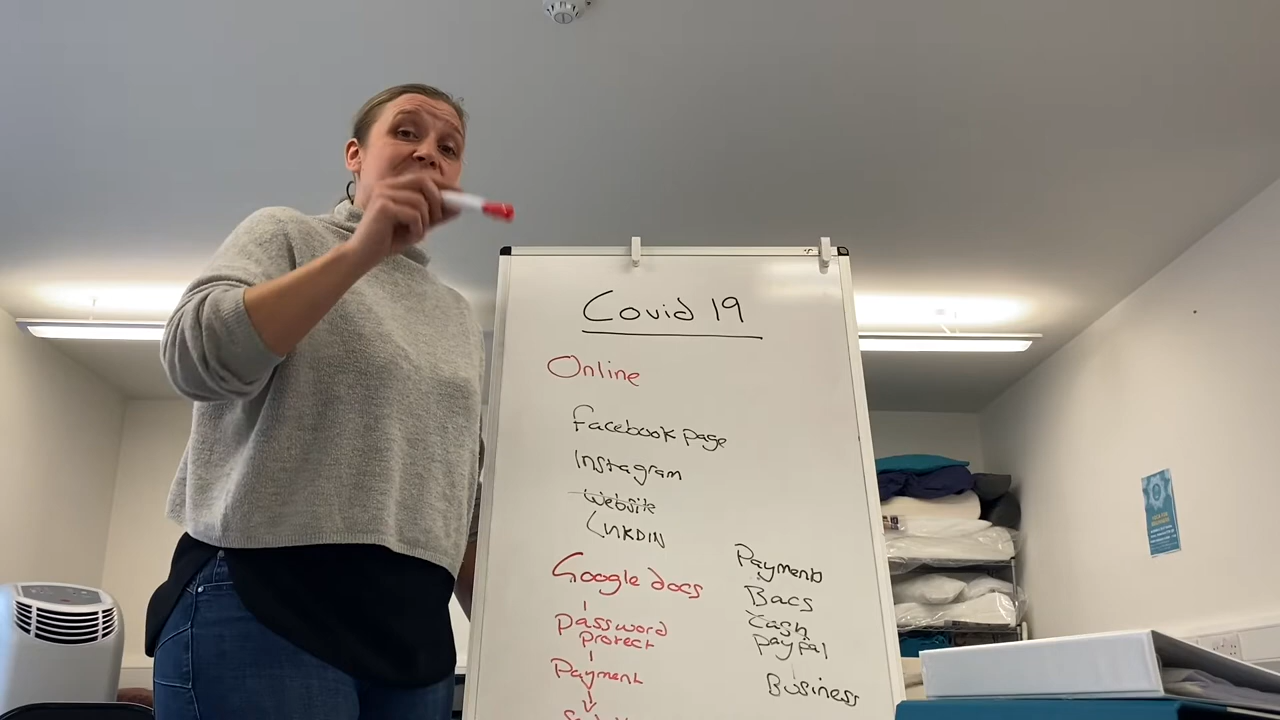 Covid 19
Online
Facebook page
Instagram
Website
LinkDIN
Google docs
Password
protect
Payment
Payments
Bacs
Cash
paypal
Business